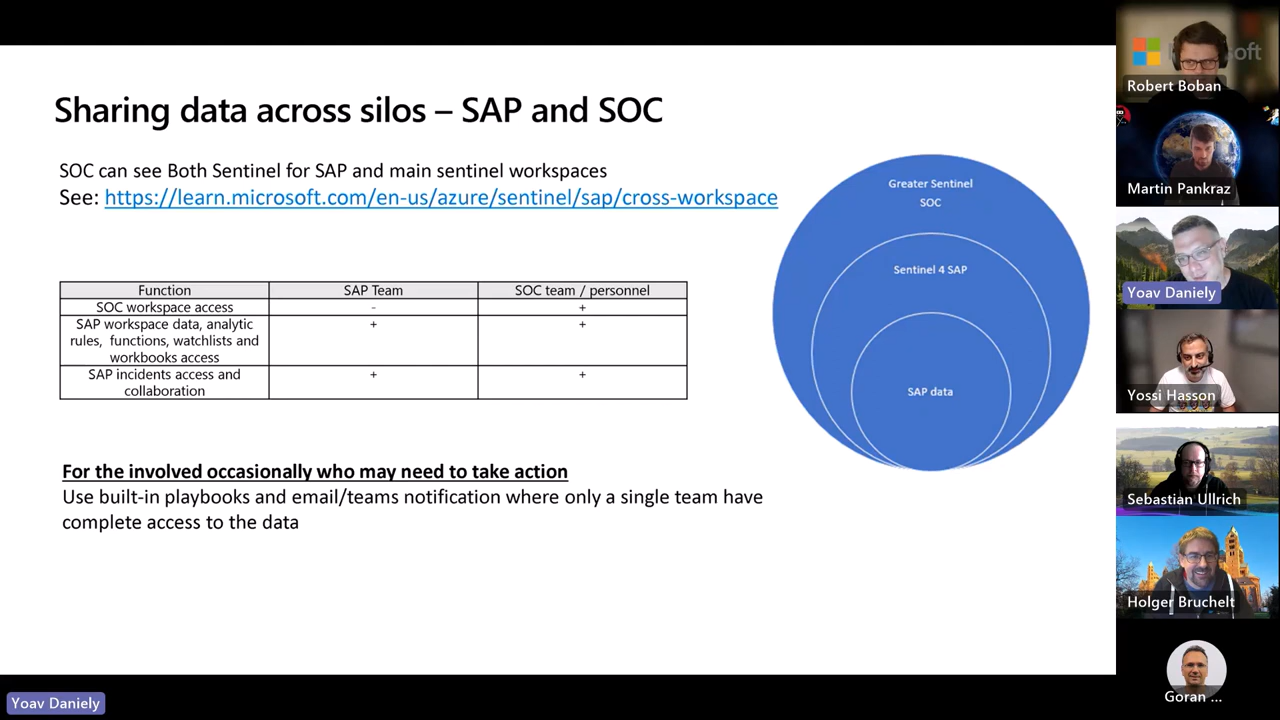 Sharing data across silos – SAP and SOC
SOC can see Both Sentinel for SAP and main sentinel workspaces
See: https://learn.microsoft.com/en-us/azure/sentinel/sap/cross-workspace
Function SAP Team SOC team / personnel
SOC workspace access - +
SAP workspace data, analytic + +
rules, functions, watchlists and
workbooks access
SAP incidents access and + +
collaboration
For the involved occasionally who may need to take action
Use built-in playbooks and email/teams notification where only a single team have
complete access to the data
Greater Sentinel
SOC
Sentinel 4 SAP
SAP data
Robert Boban
Martin Pankraz
Yoav Daniely
Yossi Hasson
Sebastian Ullrich
Holger Bruchelt
Goran ...
Yoav Daniely